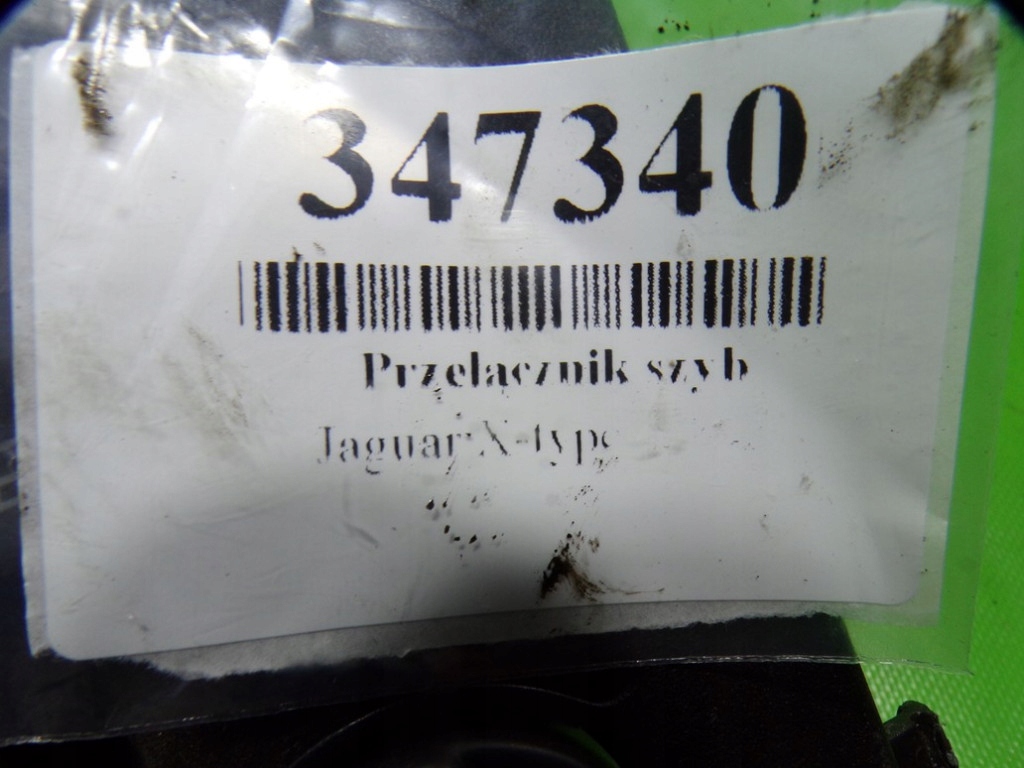 347340
Przełącznik szyb
Jaguar X-type